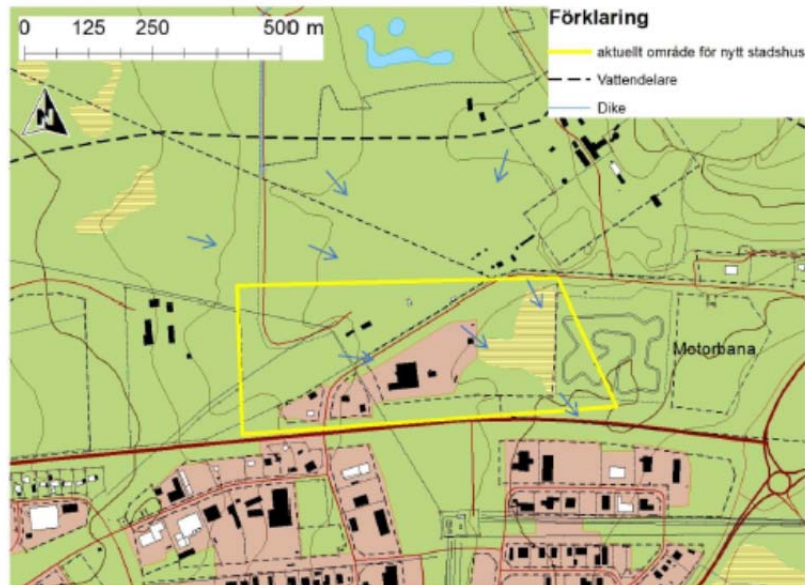 0 125 250 500 m
N
Förklaring
aktuellt område för nytt stadshus
Vattendelare
Dike
Motorbana